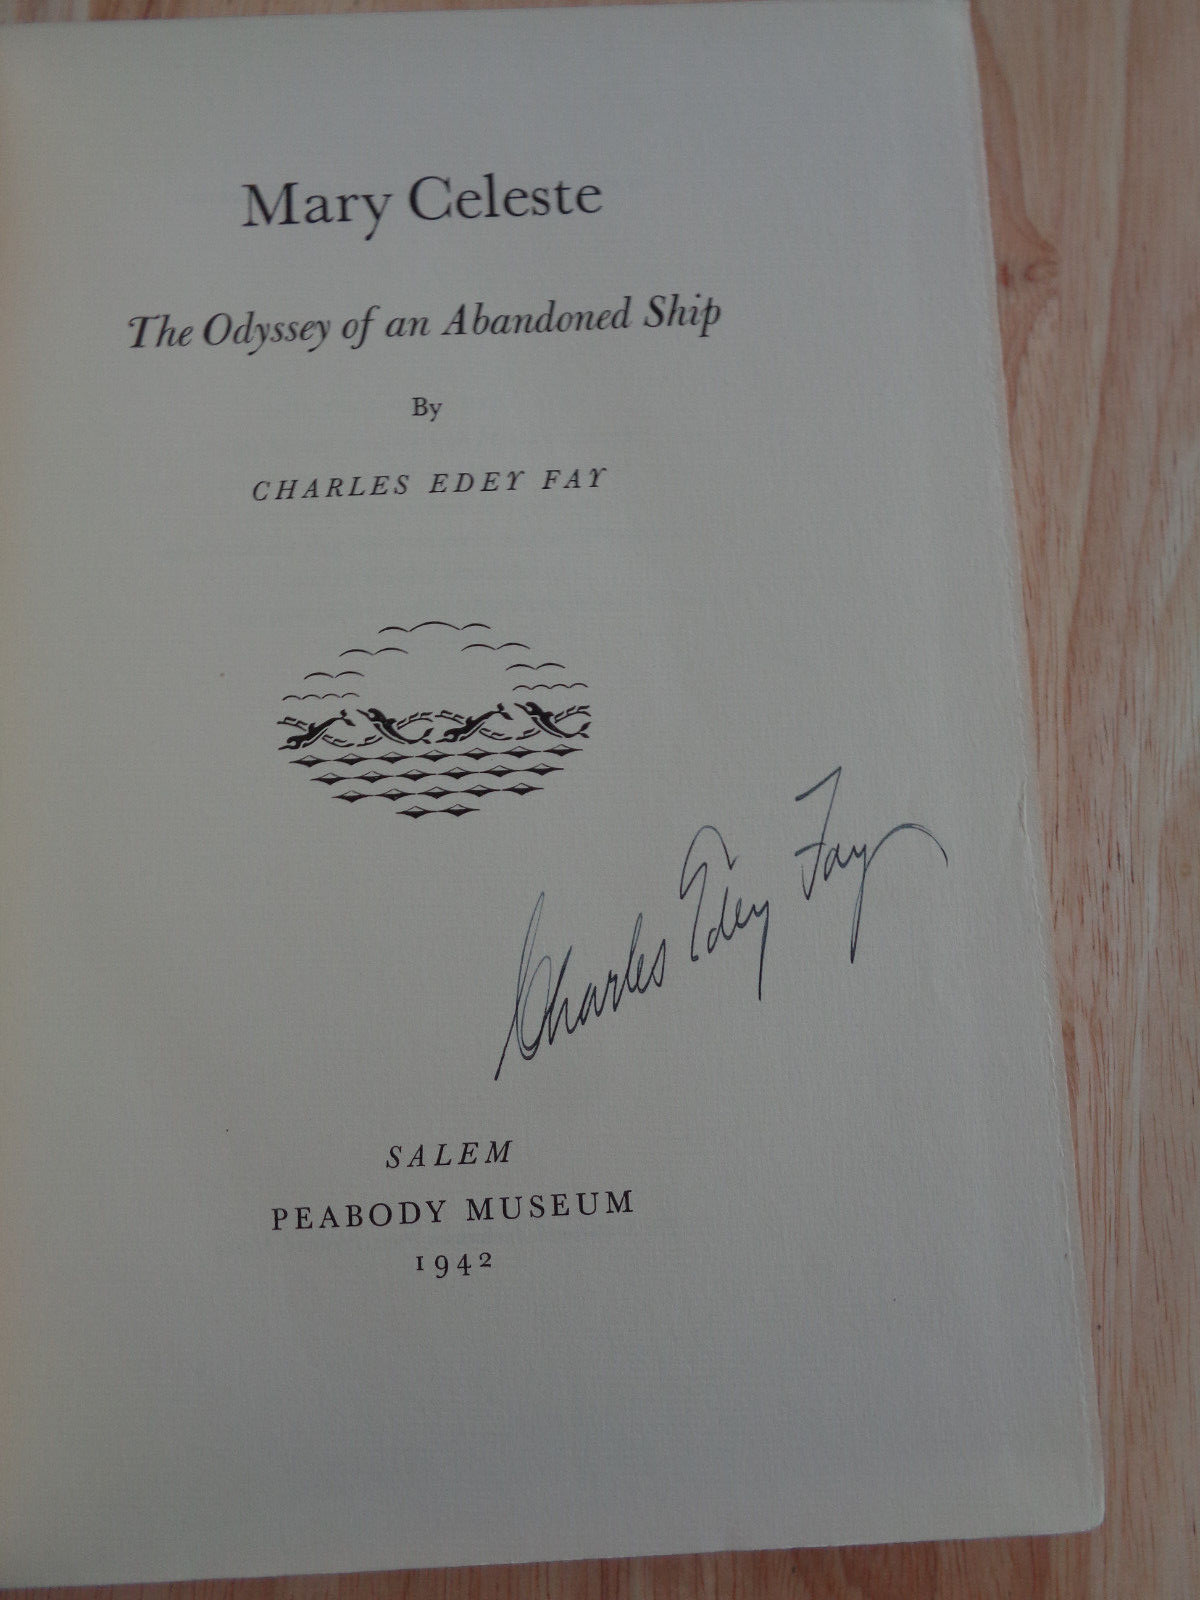 Mary Celeste
The Odyssey of an Abandoned Ship
By
CHARLES EDEY FAY
Charles Edey Fay
SALEM
PEABODY MUSEUM
1942